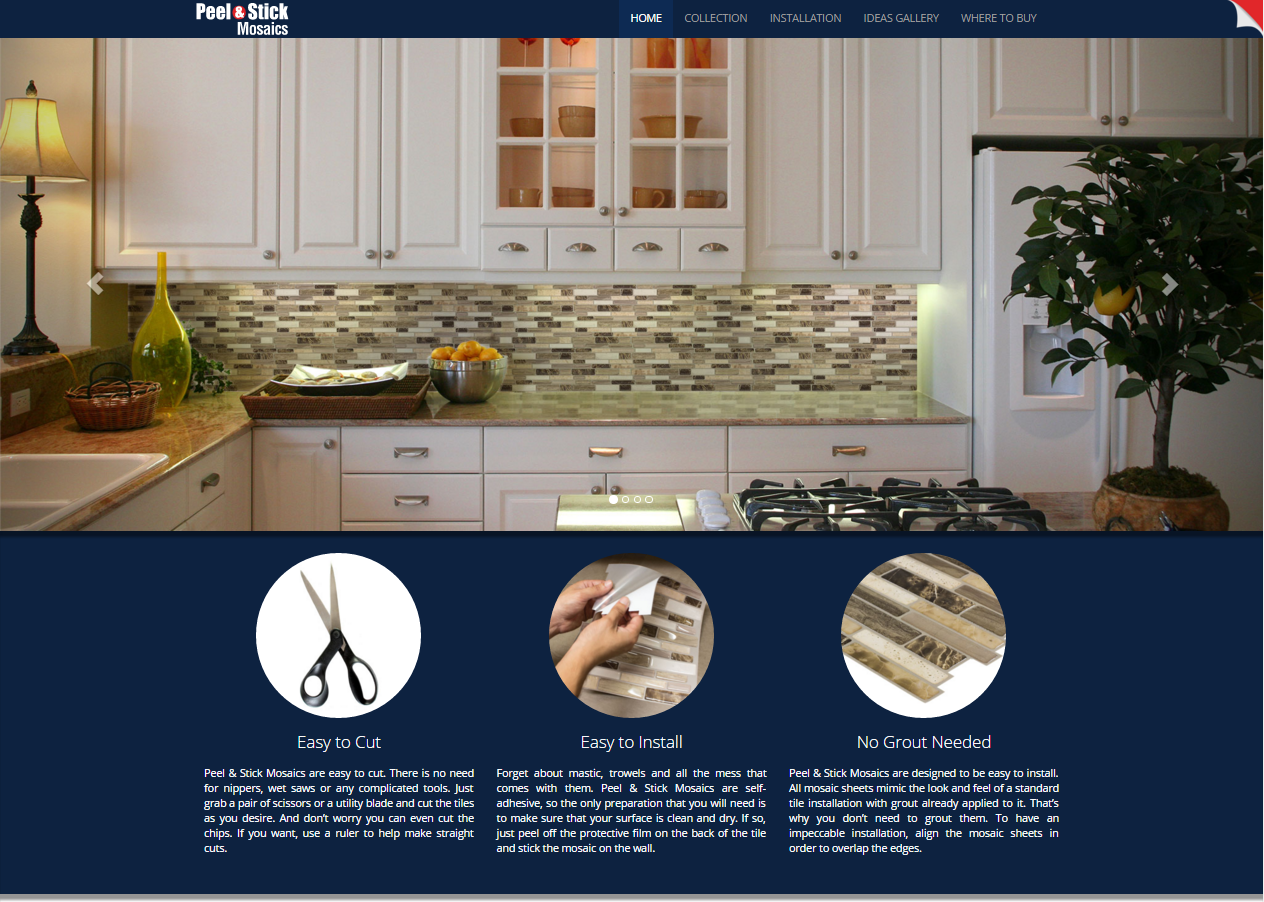 Peel & Stick
Mosaics
HOME COLLECTION INSTALLATION IDEAS GALLERY WHERE TO BUY
Easy to Cut
Peel & Stick Mosaics are easy to cut. There is no need
for nippers, wet saws or any complicated tools. Just
grab a pair of scissors or a utility blade and cut the tiles
as you desire. And don't worry you can even cut the
chips. If you want, use a ruler to help make straight
cuts.
Easy to Install
Forget about mastic, trowels and all the mess that
comes with them. Peel & Stick Mosaics are self-
adhesive, so the only preparation that you will need is
to make sure that your surface is clean and dry. If so,
just peel off the protective film on the back of the tile
and stick the mosaic on the wall.
No Grout Needed
Peel & Stick Mosaics are designed to be easy to install.
All mosaic sheets mimic the look and feel of a standard
tile installation with grout already applied to it. That's
why you don't need to grout them. To have an
impeccable installation, align the mosaic sheets in
order to overlap the edges.